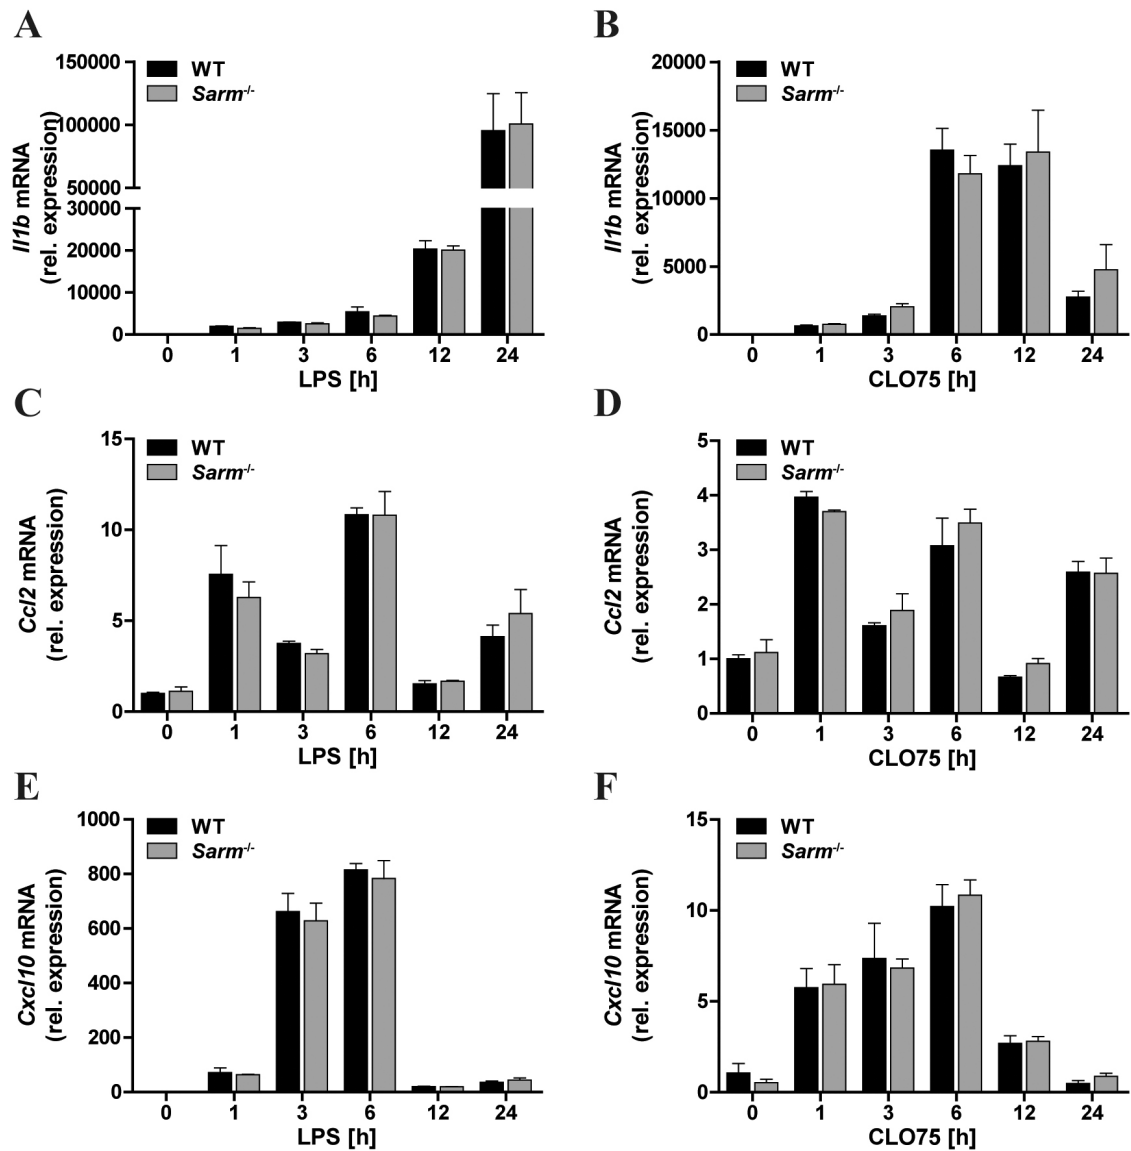 A
WT
Sarm-/-
Il1b mRNA
(rel. expression)
150000
100000
50000
30000
20000
10000
0
0 1 3 6 12 24
LPS [h]
B
WT
Sarm-/-
Il1b mRNA
(rel. expression)
20000
15000
10000
5000
0
0 1 3 6 12 24
CLO75 [h]
C
WT
Sarm-/-
Ccl2 mRNA
(rel. expression)
15
10
5
0
0 1 3 6 12 24
LPS [h]
D
WT
Sarm-/-
Ccl2 mRNA
(rel. expression)
5
4
3
2
1
0
0 1 3 6 12 24
CLO75 [h]
E
WT
Sarm-/-
Cxcl10 mRNA
(rel. expression)
1000
800
600
400
200
0
0 1 3 6 12 24
LPS [h]
F
WT
Sarm-/-
Cxcl10 mRNA
(rel. expression)
15
10
5
0
0 1 3 6 12 24
CLO75 [h]